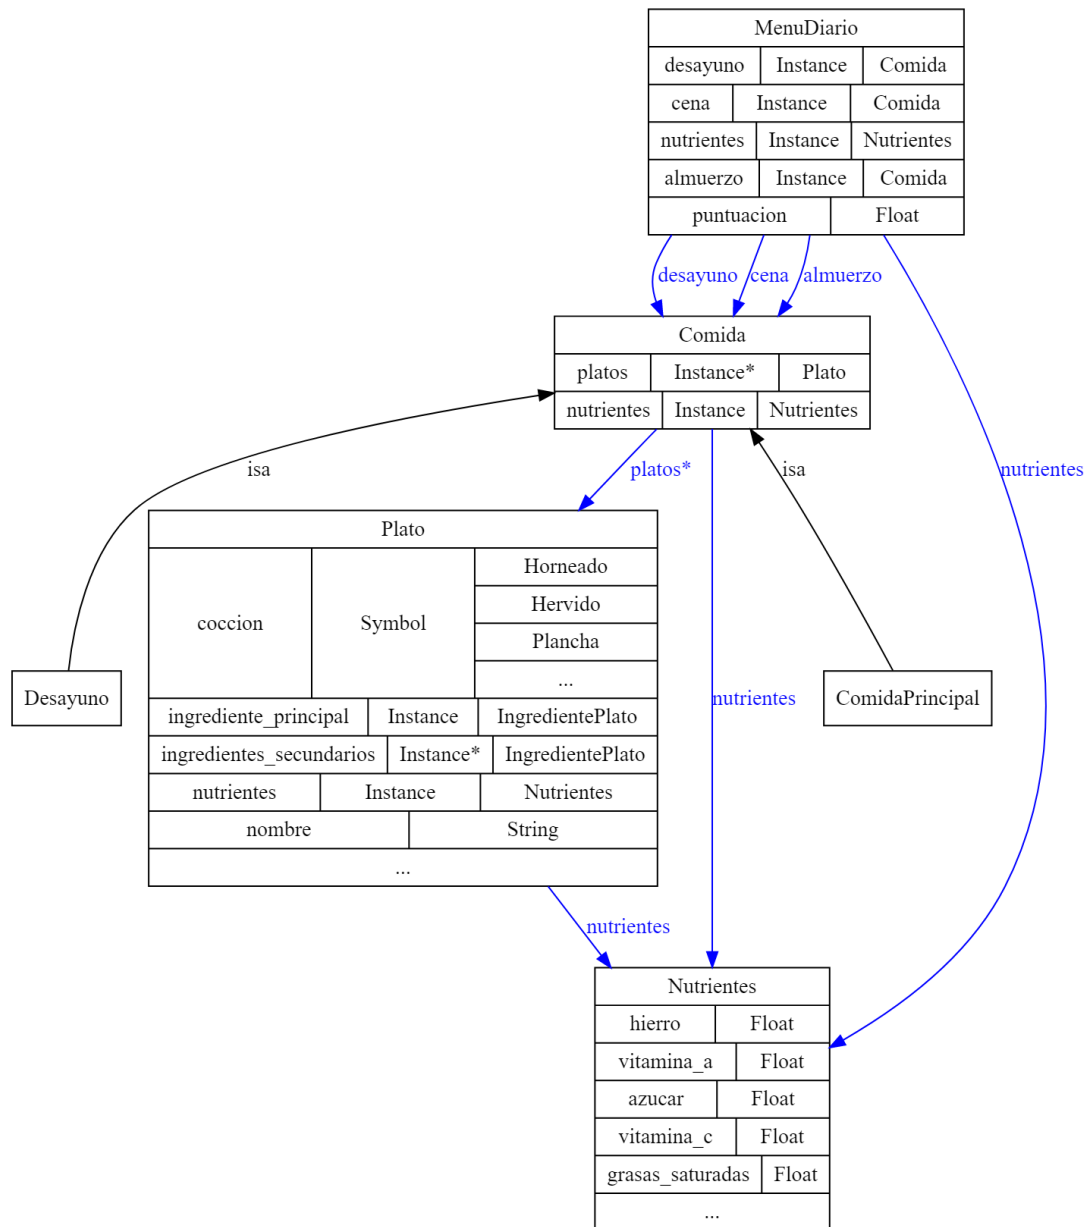 MenuDiario
desayuno Instance Comida
cena Instance Comida
nutrientes Instance Nutrientes
almuerzo Instance Comida
puntuacion Float
desayuno cena almuerzo
Comida
platos Instance* Plato
nutrientes Instance Nutrientes
isa platos* isa nutrientes
Plato
coccion Symbol
Horneado
Hervido
Plancha
...
Desayuno
nutrientes
ComidaPrincipal
ingrediente_principal Instance IngredientePlato
ingredientes_secundarios Instance* IngredientePlato
nutrientes Instance Nutrientes
nombre String
...
nutrientes
Nutrientes
hierro Float
vitamina_a Float
azucar Float
vitamina_c Float
grasas_saturadas Float
...